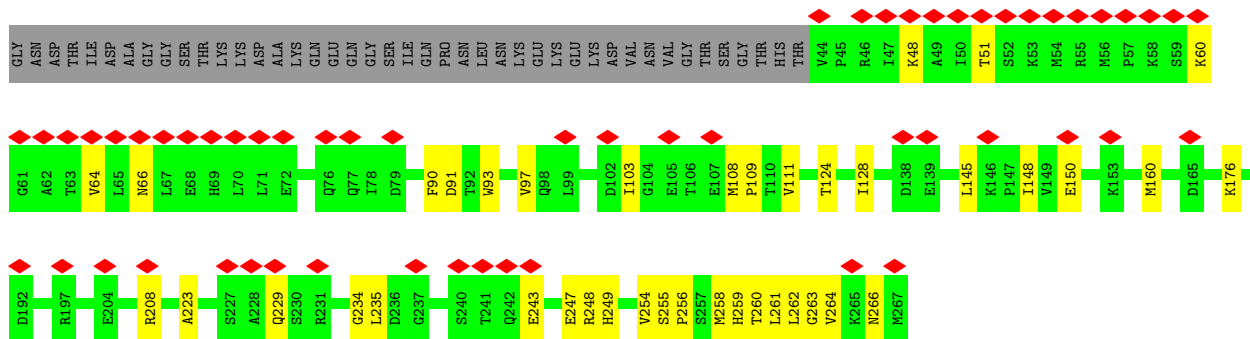 GLY ASN ASP THR ILE ASP ALA GLY GLY SER THR LYS LYS ASP ALA LYS GLN GLU GLN GLY SER ILE GLN PRO ASN LEU ASN LYS GLU LYS GLU LYS ASP VAL ASN VAL GLY THR SER GLY THR HIS THR V44 P45 R46 I47 K48 A49 I50 T51 S52 K53 M54 R55 M56 P57 K58 S59 K60
G61 A62 T63 V64 L65 N66 L67 E68 H69 L70 L71 E72 Q76 Q77 I78 D79 F90 D91 T92 W93 V97 Q98 L99 D102 I103 G104 E105 T106 E107 M108 P109 T110 V111 T124 I128 D138 E139 L145 K146 P147 I148 V149 E150 K153 M160 D165 K176
D192 R197 E204 R208 A223 S227 A228 Q229 S230 R231 G234 L235 D236 G237 S240 T241 Q242 E243 E247 R248 H249 V254 S255 P256 S257 M258 H259 T260 L261 L262 G263 V264 K265 N266 M267